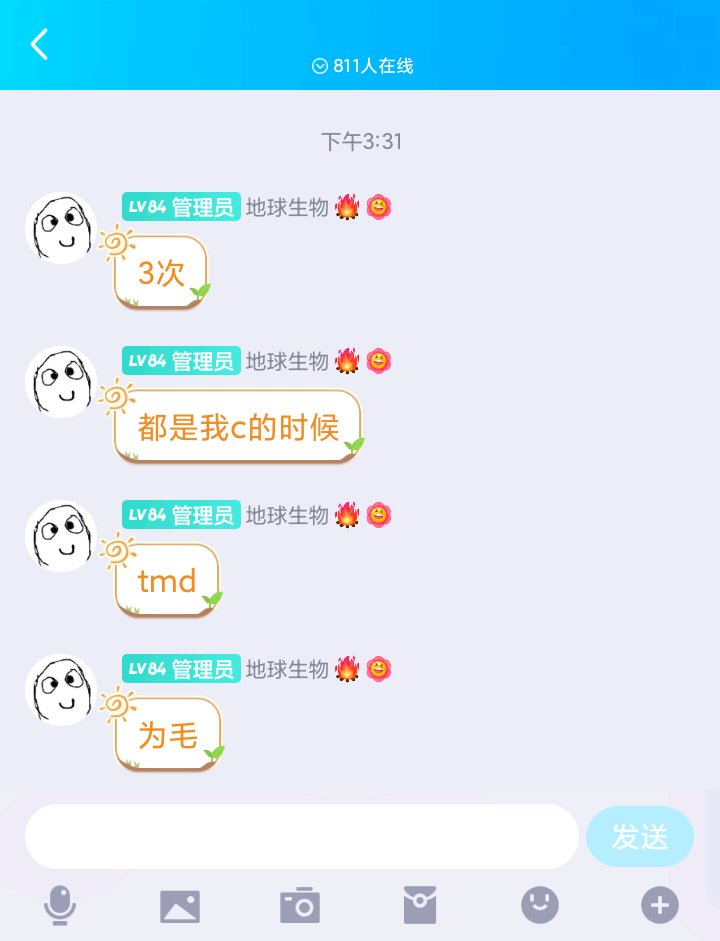 811人在线
下午3:31
LV84 管理员 地球生物
3次
LV84 管理员 地球生物
都是我c的时候
LV84 管理员 地球生物
tmd
LV84 管理员 地球生物
为毛
发送